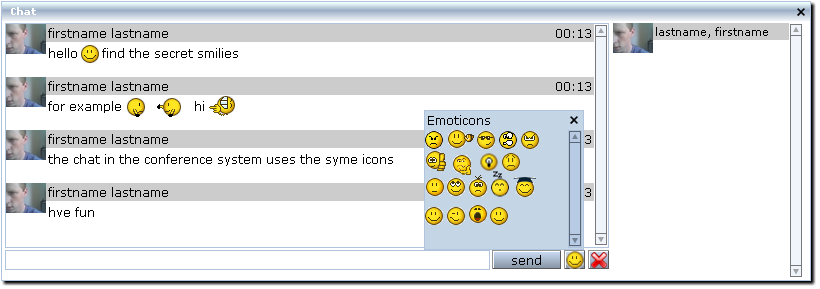 Chat
firstname lastname 00:13
hello find the secret smilies
firstname lastname 00:13
for example hi
firstname lastname 3
the chat in the conference system uses the syme icons
firstname lastname 3
hve fun
Emoticons
zz
send
lastname, firstname